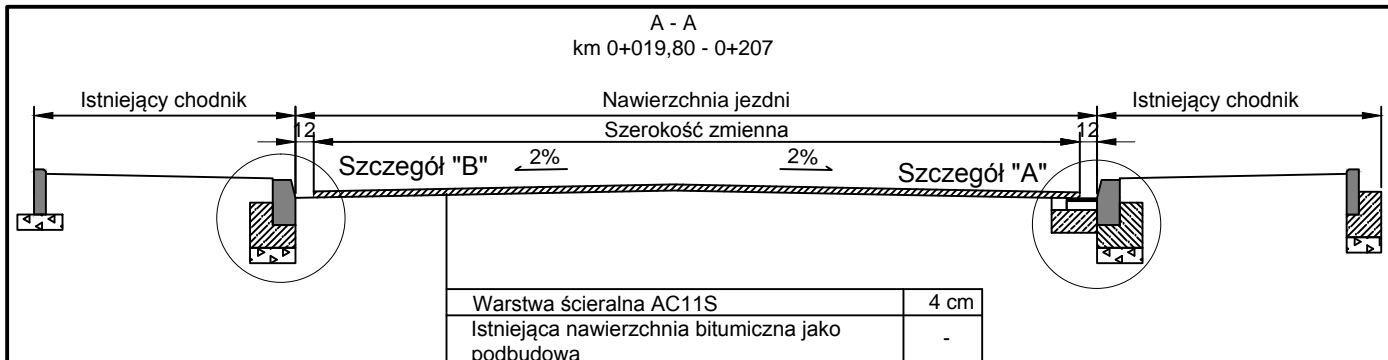 A - A
km 0+019,80 - 0+207
Istniejący chodnik
Nawierzchnia jezdni
Istniejący chodnik
12
Szerokość zmienna
12
Szczegół "B"
2%
2%
Szczegół "A"
Warstwa ścieralna AC11S
4 cm
Istniejąca nawierzchnia bitumiczna jako
podbudowa
-